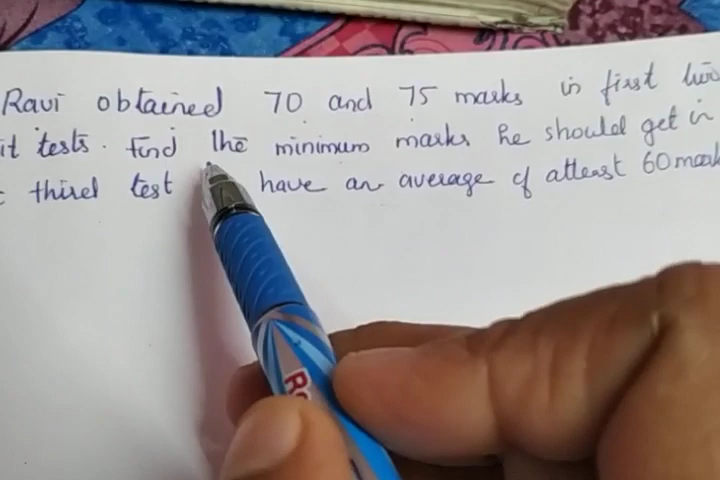 Ravi obtained 70 and 75 marks in first
it tests. Find the minimum marks he should get in
third test have an average of atleast 60 mark
Ro